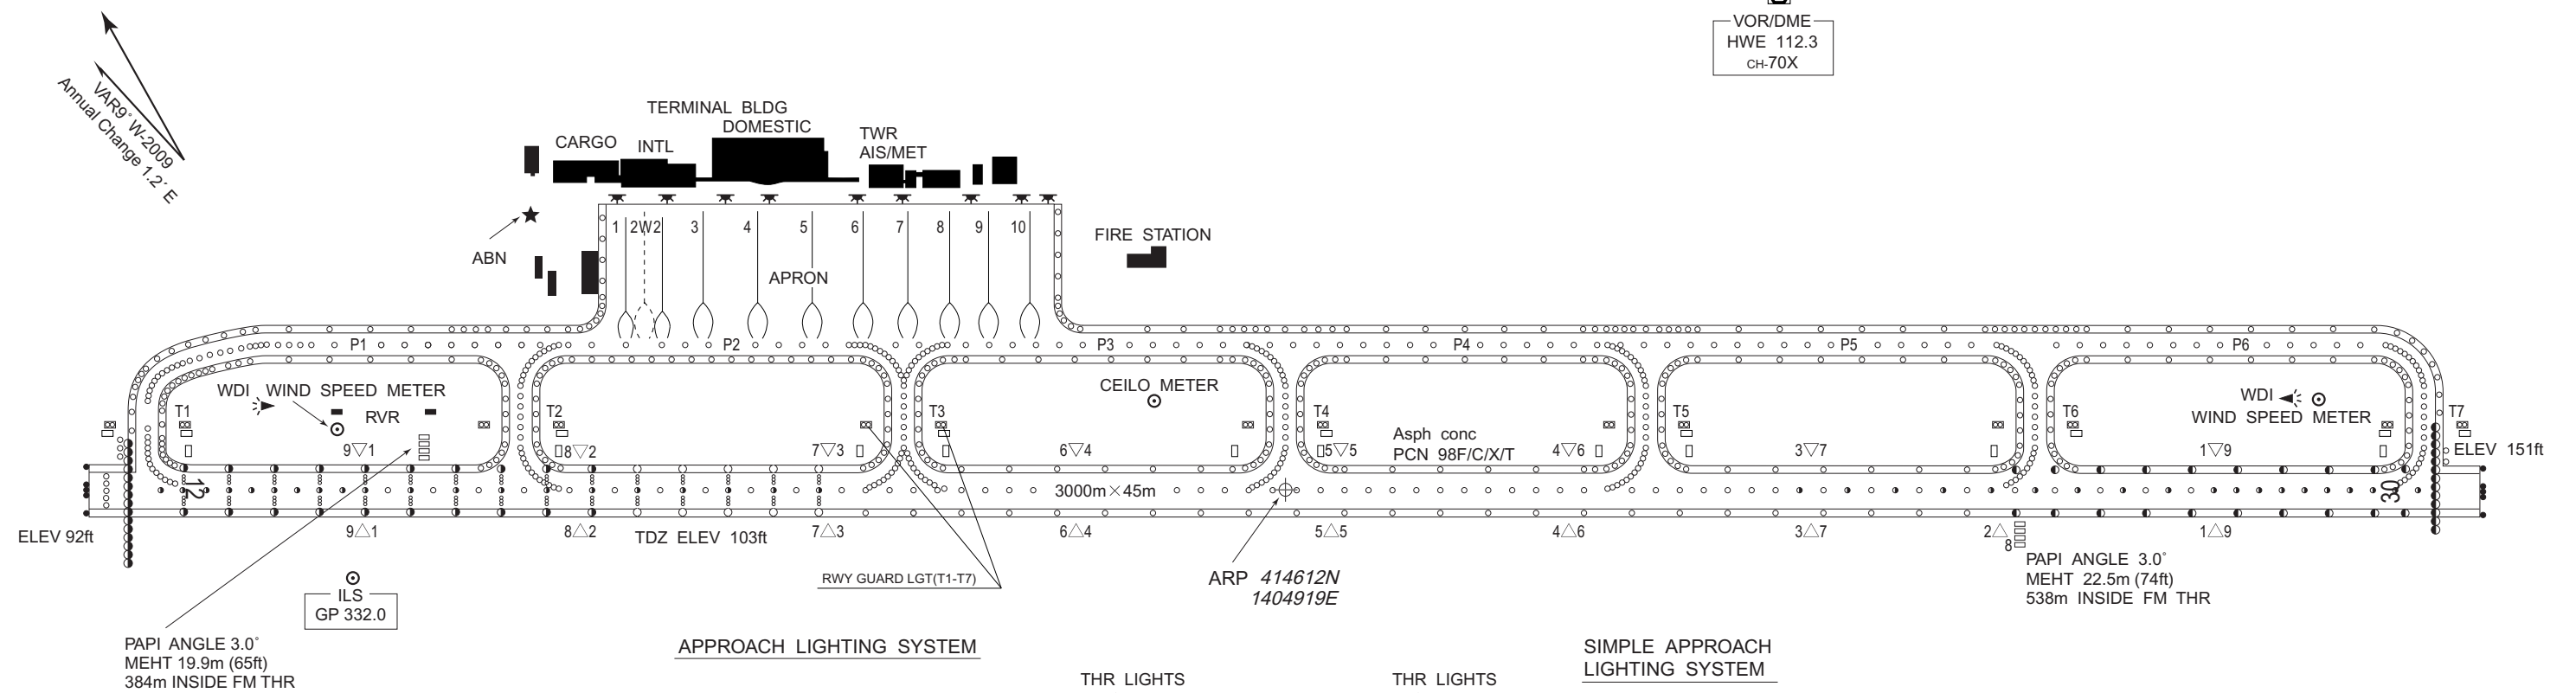 VOR/DME
HWE 112.3
CH-70X
VAR9° W-2009
Annual Change 1.2´ E
TERMINAL BLDG
DOMESTIC
CARGO
INTL
TWR
AIS/MET
ABN
1 2W2 3 4 5 6 7 8 9 10
APRON
FIRE STATION
P1 P2 P3 P4 P5 P6
WDI WIND SPEED METER
RVR
CEILO METER
WDI
WIND SPEED METER
T1 T2 T3 T4 T5 T6 T7
Asph conc
PCN 98F/C/X/T
9▽1 8▽2 7▽3 6▽4 5▽5 4▽6 3▽7 1▽9
ELEV 151ft
12
3000m×45m
30
9△1 8△2 7△3 6△4 5△5 4△6 3△7 2△8 1△9
ELEV 92ft
TDZ ELEV 103ft
ILS
GP 332.0
RWY GUARD LGT(T1-T7)
ARP 414612N
1404919E
PAPI ANGLE 3.0°
MEHT 22.5m (74ft)
538m INSIDE FM THR
PAPI ANGLE 3.0°
MEHT 19.9m (65ft)
384m INSIDE FM THR
APPROACH LIGHTING SYSTEM
SIMPLE APPROACH
LIGHTING SYSTEM
THR LIGHTS
THR LIGHTS